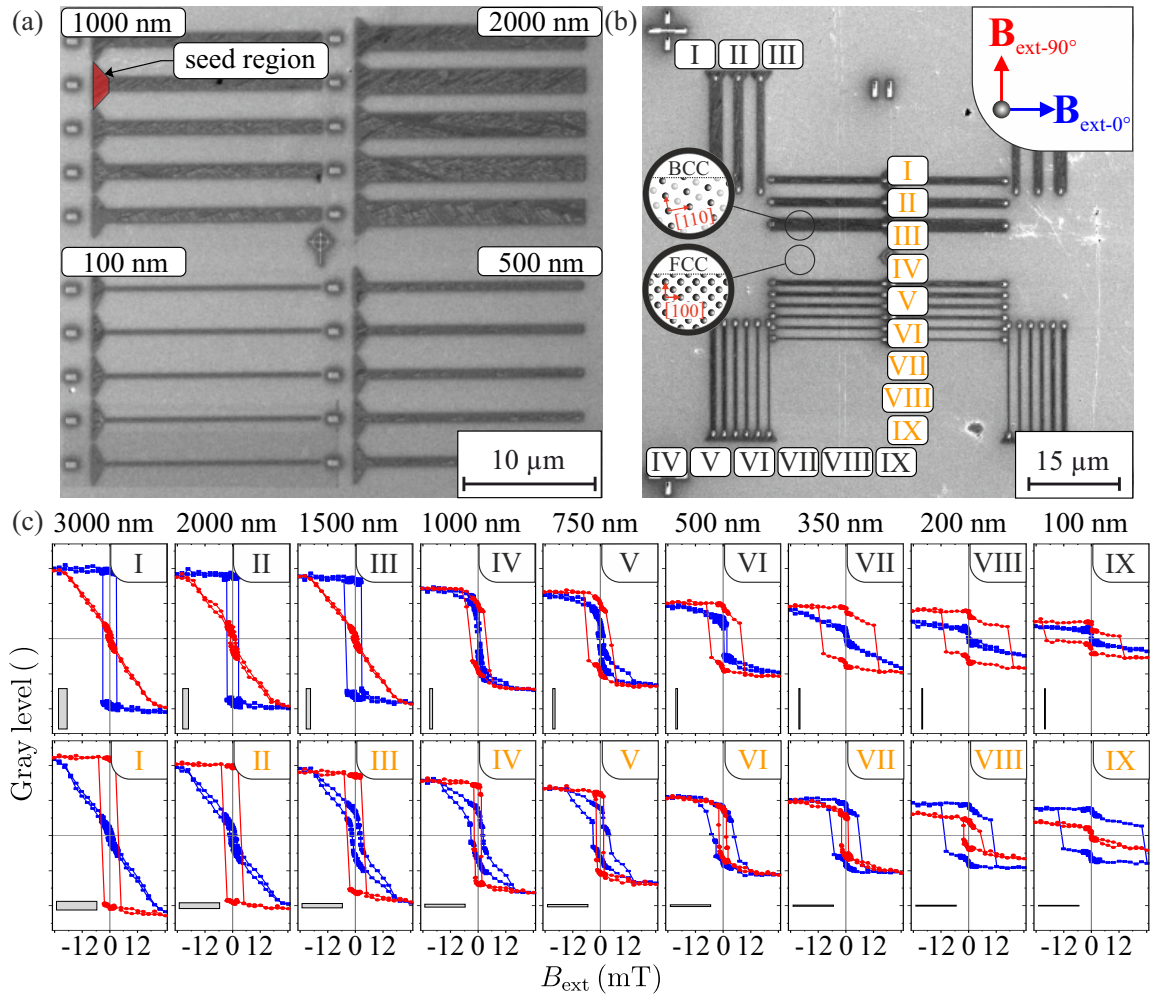 (a)
1000 nm
2000 nm
seed region
100 nm
500 nm
10 µm
(b)
I II III
B ext-90°
B ext-0°
BCC
[110]
FCC
[100]
I
II
III
IV
V
VI
VII
VIII
IX
IV V VI VII VIII IX
15 µm
(c)
3000 nm 2000 nm 1500 nm 1000 nm 750 nm 500 nm 350 nm 200 nm 100 nm
I II III IV V VI VII VIII IX
Gray level ( )
I II III IV V VI VII VIII IX
-12 0 12 -12 0 12 -12 0 12 -12 0 12 -12 0 12 -12 0 12 -12 0 12 -12 0 12 -12 0 12
B ext (mT)